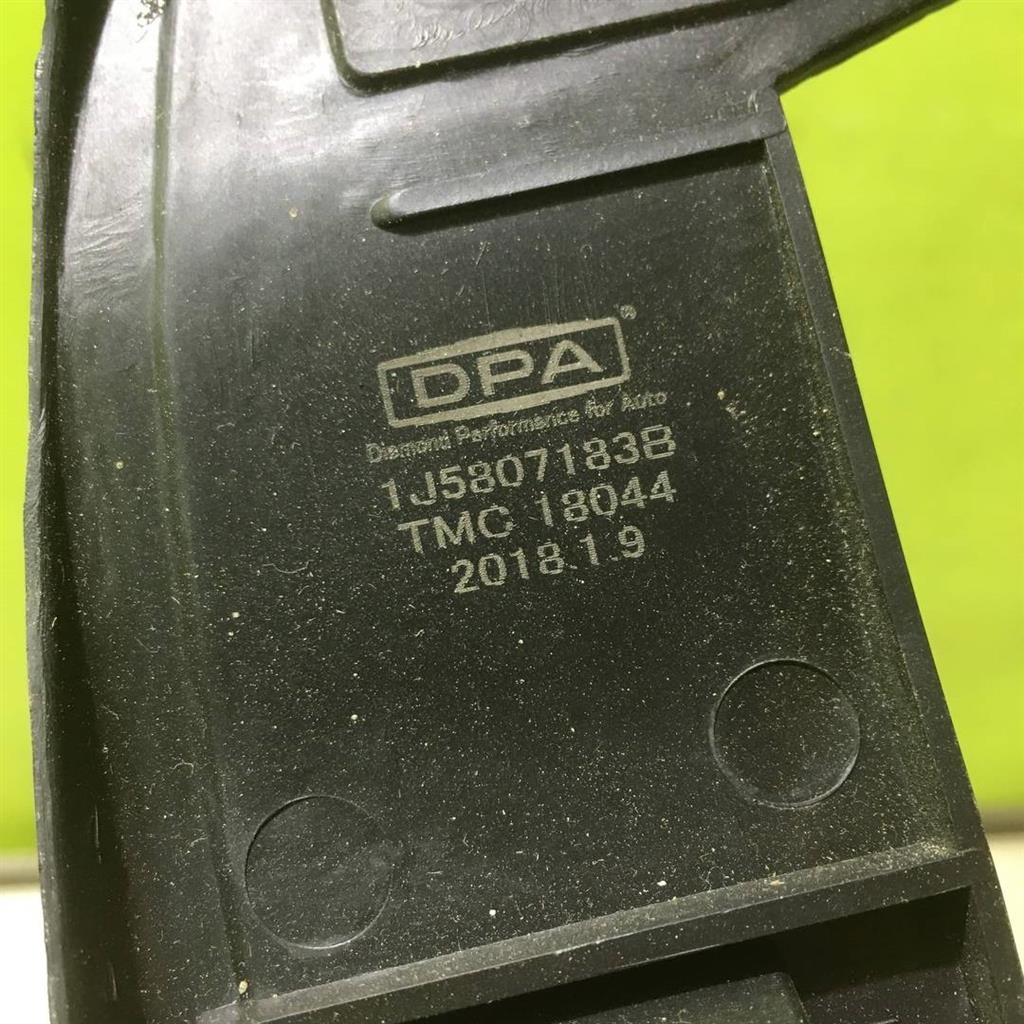 DPA®
Diamond Performance for Auto
1J5807183B
TMC 18044
2018.1.9